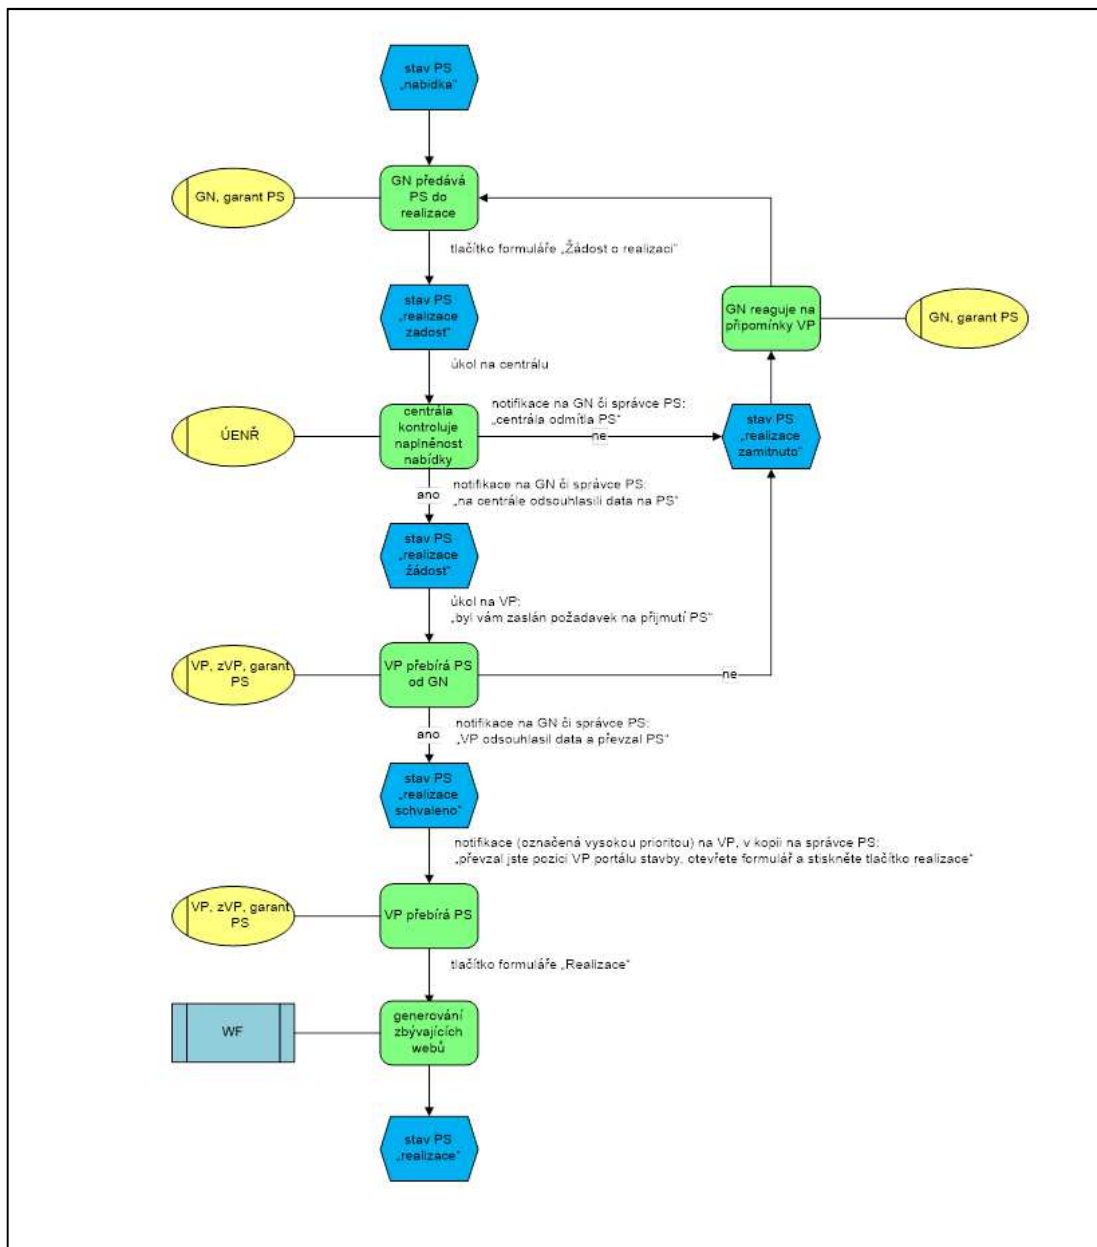 stav PS
„nabídka“
GN, garant PS
GN předává
PS do
realizace
tlačítko formuláře „Žádost o realizaci“
stav PS
„realizace
zadost“
GN reaguje na
připomínky VP
GN, garant PS
úkol na centrálu
ÚENŘ
centrála
kontroluje
naplněnost
nabídky
notifikace na GN či správce PS:
„centrála odmítla PS“
ne
stav PS
„realizace
zamitnuto“
ano
notifikace na GN či správce PS:
„na centrále odsouhlasili data na PS“
stav PS
„realizace
žádost“
úkol na VP:
„byl vám zaslán požadavek na přijmutí PS“
VP, zVP, garant
PS
VP přebírá PS
od GN
ne
ano
notifikace na GN či správce PS:
„VP odsouhlasil data a převzal PS“
stav PS
„realizace
schvaleno“
notifikace (označená vysokou prioritou) na VP, v kopii na správce PS:
„převzal jste pozici VP portálu stavby, otevřete formulář a stiskněte tlačítko realizace“
VP, zVP, garant
PS
VP přebírá PS
tlačítko formuláře „Realizace“
WF
generování
zbývajících
webů
stav PS
„realizace“